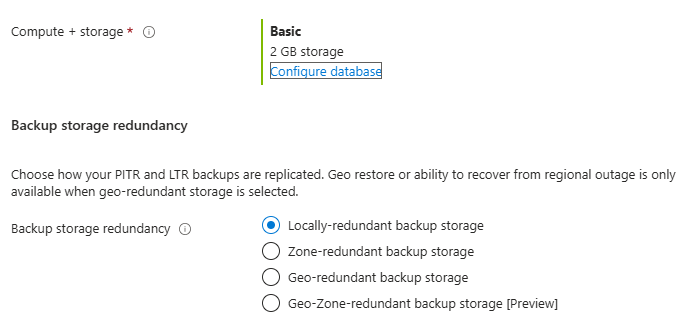 Compute + storage * Basic
2 GB storage
Configure database
Backup storage redundancy
Choose how your PITR and LTR backups are replicated. Geo restore or ability to recover from regional outage is only
available when geo-redundant storage is selected.
Backup storage redundancy Locally-redundant backup storage
Zone-redundant backup storage
Geo-redundant backup storage
Geo-Zone-redundant backup storage [Preview]